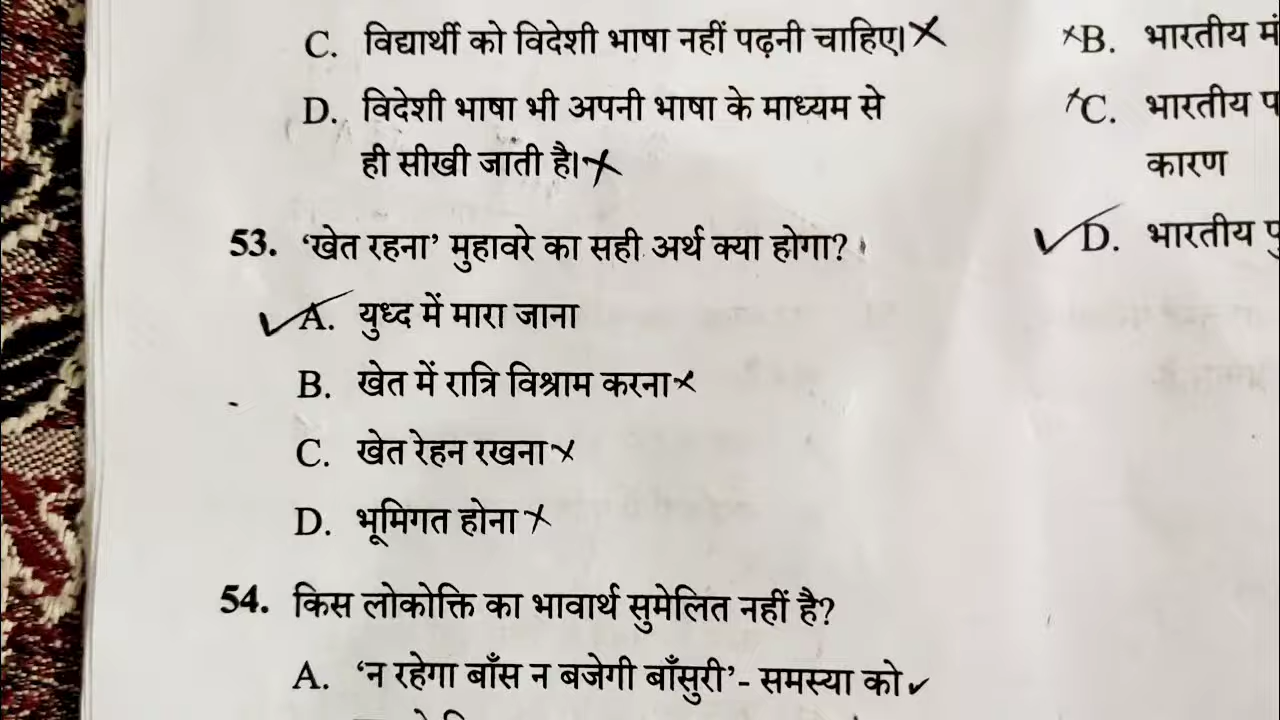 C. विद्यार्थी को विदेशी भाषा नहीं पढ़नी चाहिए।
D. विदेशी भाषा भी अपनी भाषा के माध्यम से
ही सीखी जाती है।
53. ‘खेत रहना’ मुहावरे का सही अर्थ क्या होगा?
A. युध्द में मारा जाना
B. खेत में रात्रि विश्राम करना
C. खेत रेहन रखना
D. भूमिगत होना
54. किस लोकोक्ति का भावार्थ सुमेलित नहीं है?
A. ‘न रहेगा बाँस न बजेगी बाँसुरी’- समस्या को
B. भारतीय
C. भारतीय
कारण
D. भारतीय